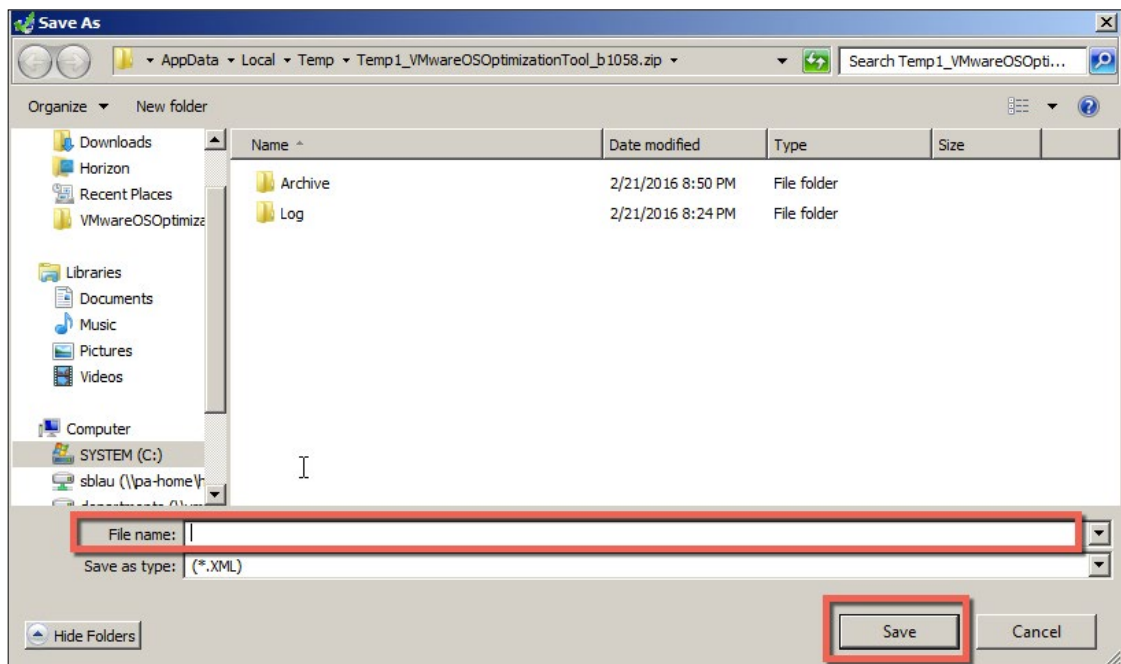 Save As
AppData Local Temp Temp1_VMwareOSOptimizationTool_b1058.zip
Search Temp1_VMwareOSOpti...
Organize New folder
Name Date modified Type Size
Downloads
Horizon
Recent Places
VMwareOSOptimiza
Libraries
Documents
Music
Pictures
Videos
Computer
SYSTEM (C:)
sblau (\\pa-home\h
Archive 2/21/2016 8:50 PM File folder
Log 2/21/2016 8:24 PM File folder
File name:
Save as type: (*.XML)
Hide Folders Save Cancel